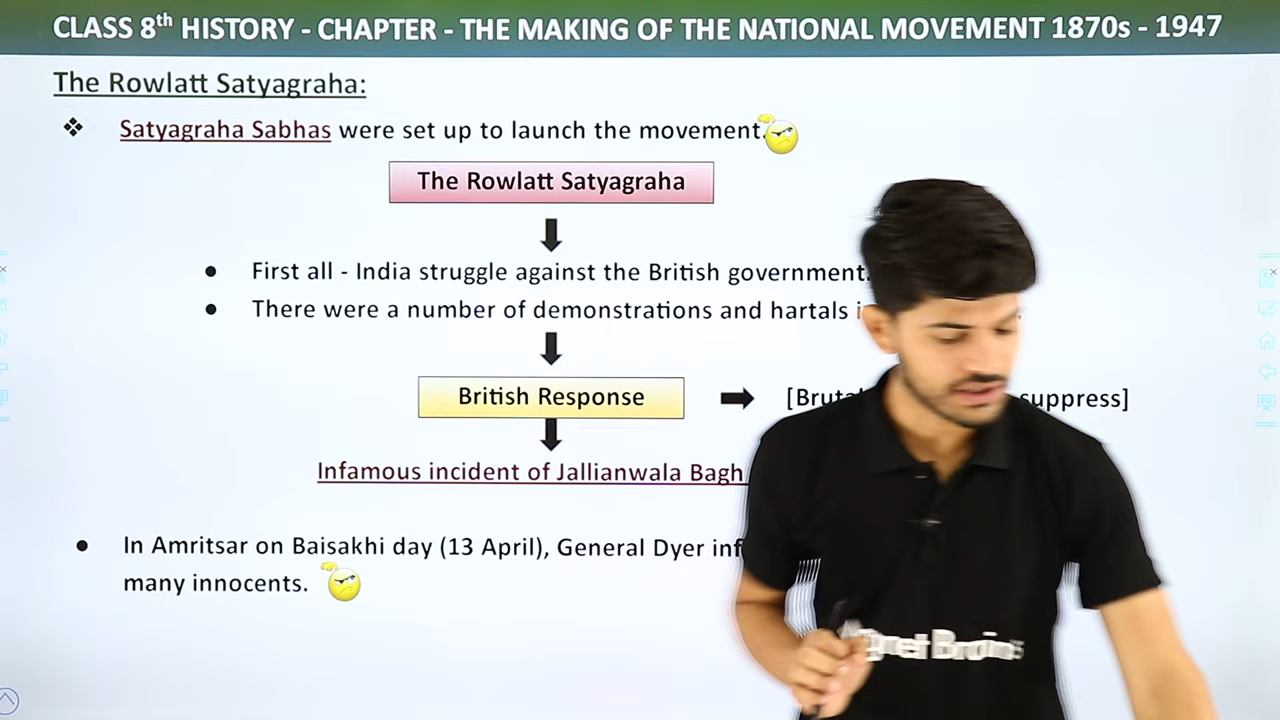 CLASS 8th HISTORY - CHAPTER - THE MAKING OF THE NATIONAL MOVEMENT 1870s - 1947
The Rowlatt Satyagraha:
❖ Satyagraha Sabhas were set up to launch the movement.
The Rowlatt Satyagraha
● First all - India struggle against the British government.
● There were a number of demonstrations and hartals
British Response
suppress]
Infamous incident of Jallianwala Bagh
● In Amritsar on Baisakhi day (13 April), General Dyer
many innocents.